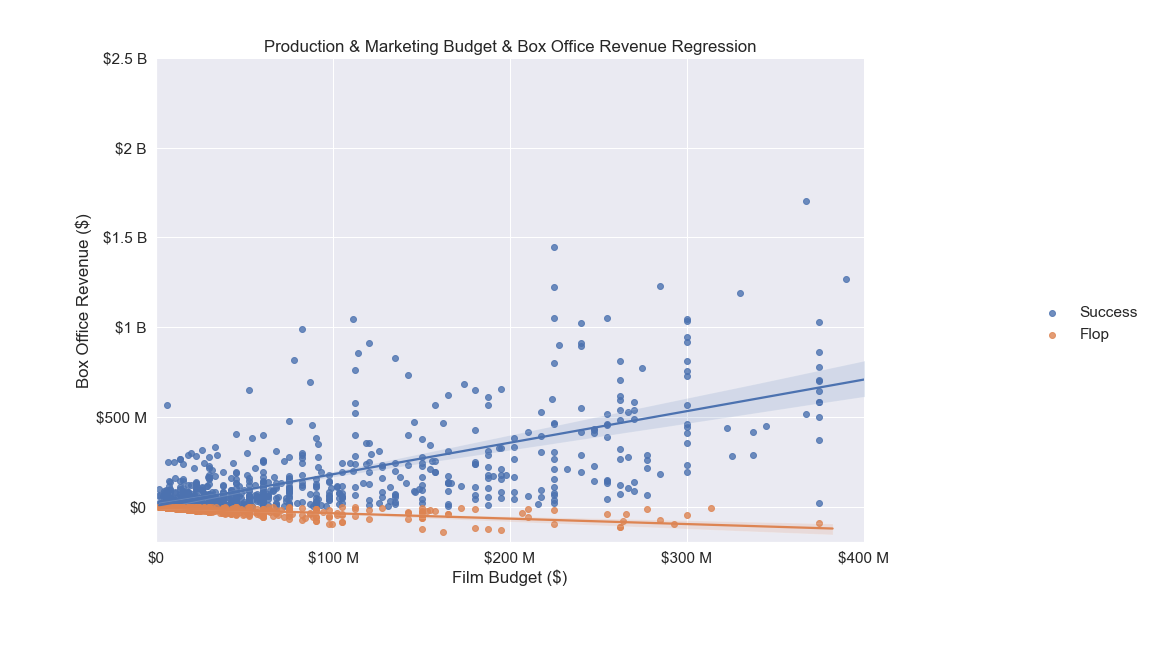 Production & Marketing Budget & Box Office Revenue Regression
$2.5 B
$2 B
$1.5 B
$1 B
$500 M
$0
Box Office Revenue ($)
$0 $100 M $200 M $300 M $400 M
Film Budget ($)
Success
Flop